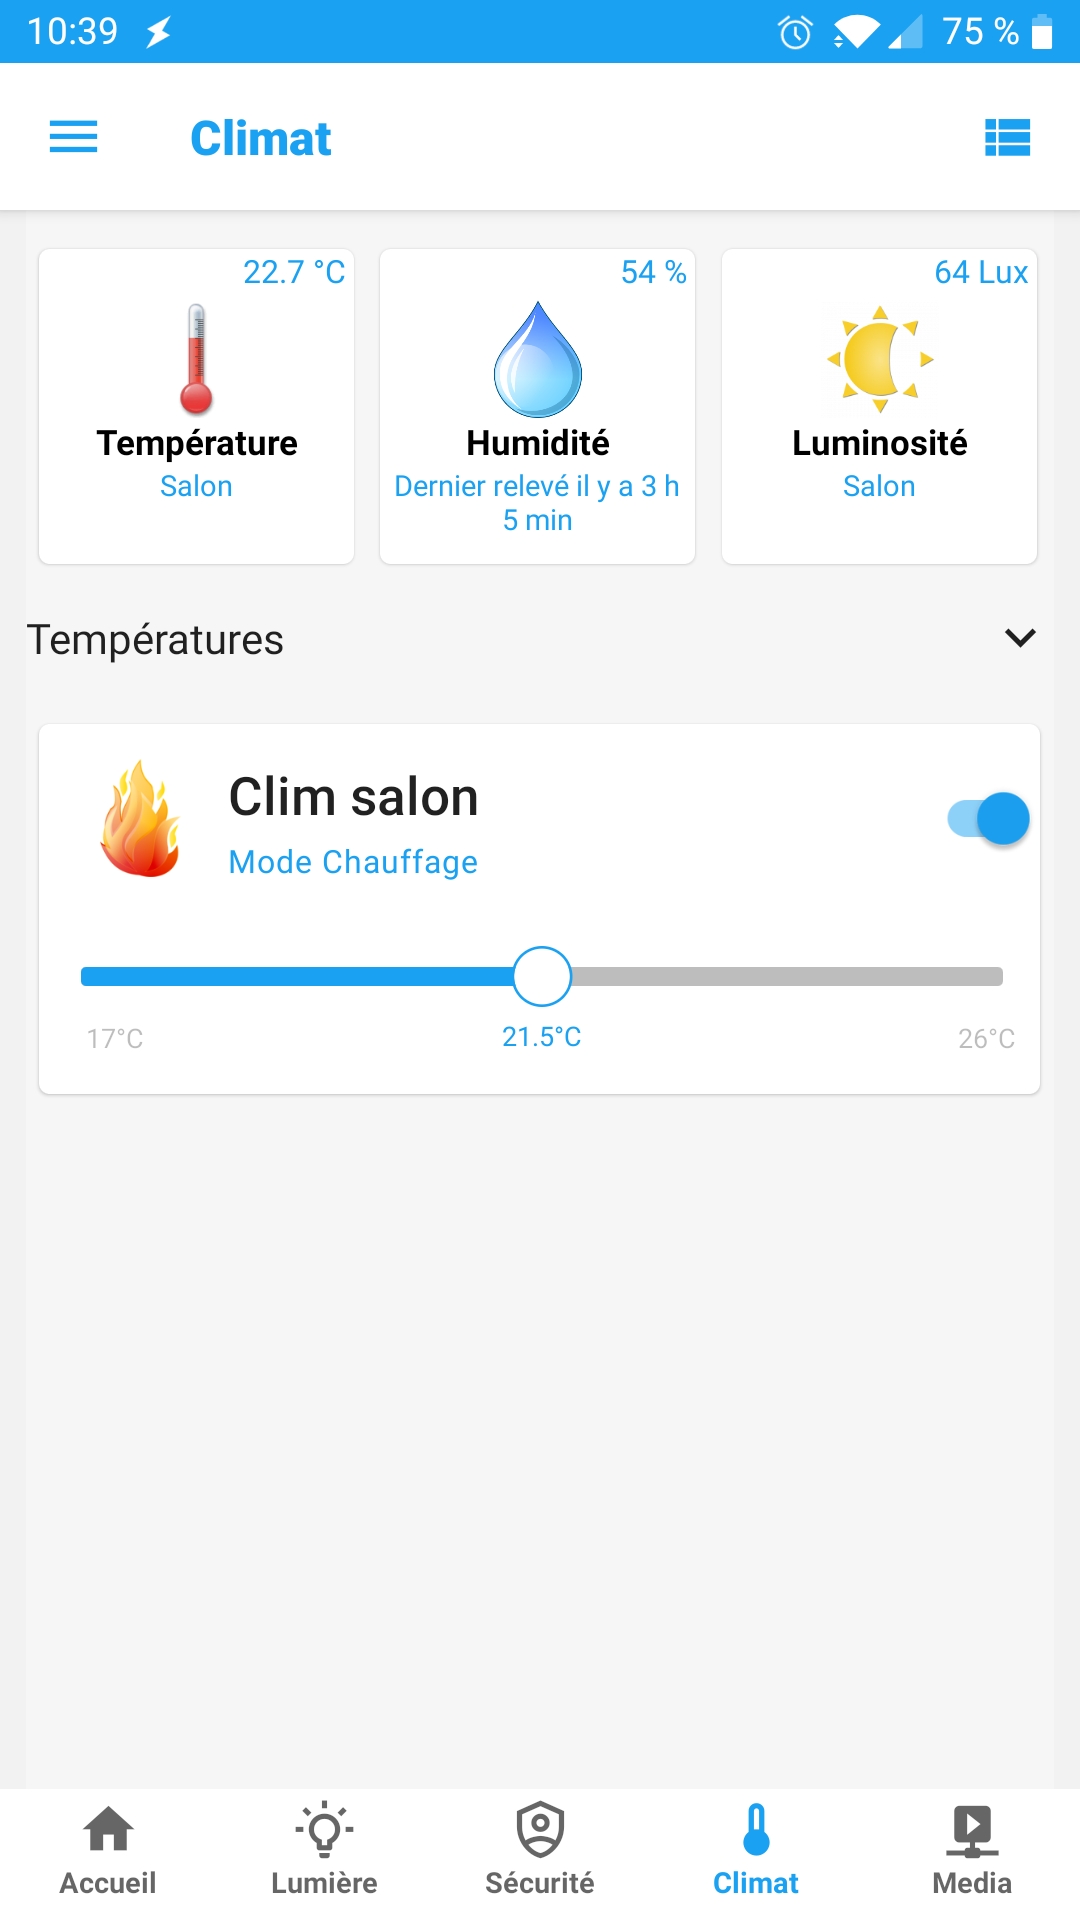 10:39
75 %
Climat
22.7 °C
54 %
64 Lux
Température
Humidité
Luminosité
Salon
Dernier relevé il y a 3 h
5 min
Salon
Températures
Clim salon
Mode Chauffage
17°C
21.5°C
26°C
Accueil
Lumière
Sécurité
Climat
Media